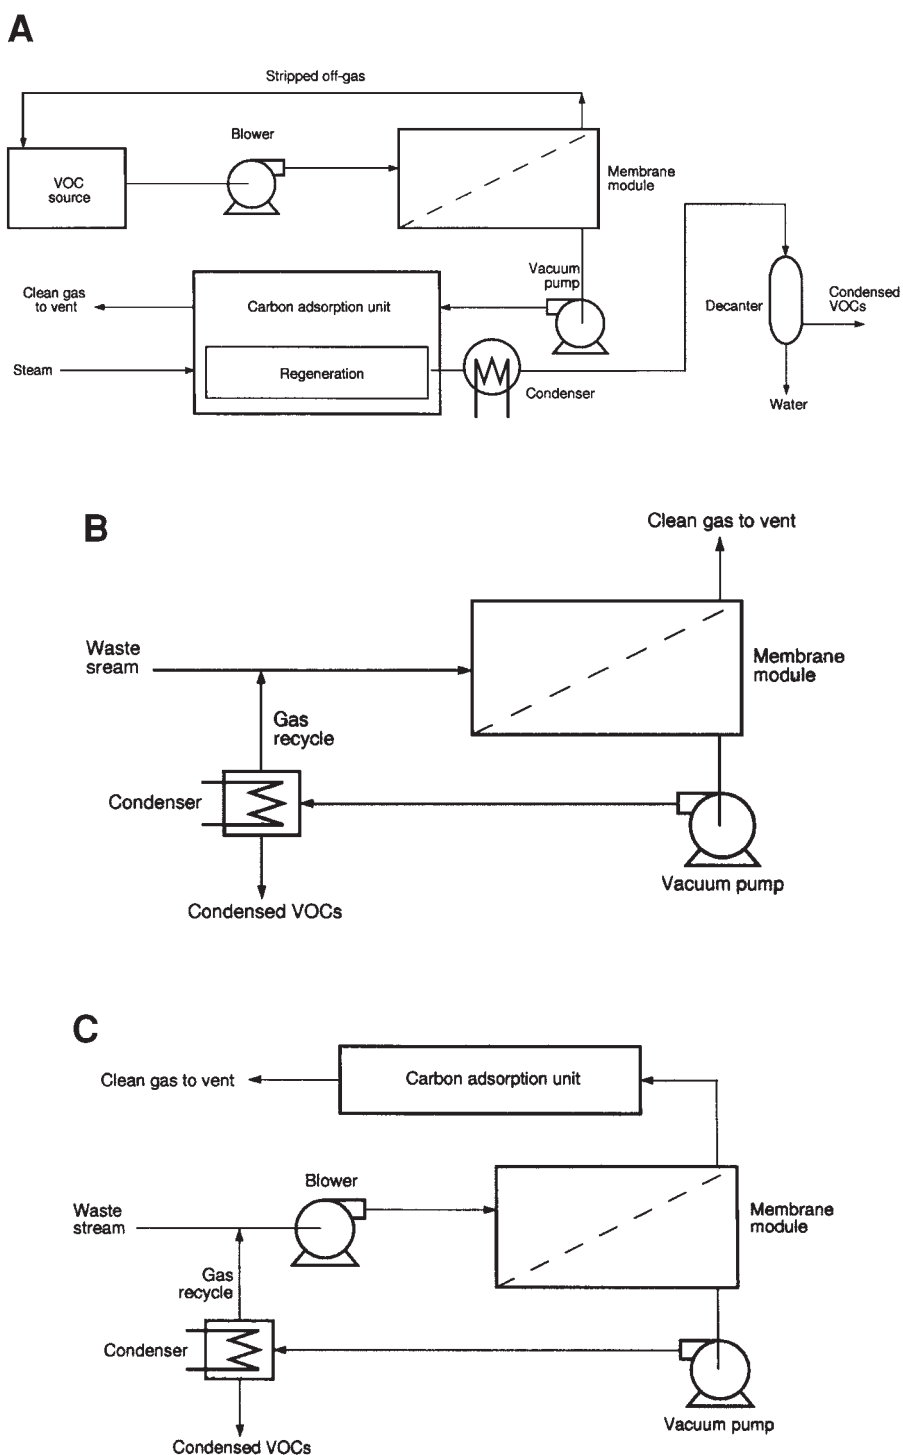 A
Stripped off-gas
Blower
VOC
source
Membrane
module
Vacuum
pump
Clean gas
to vent
Carbon adsorption unit
Decanter
Condensed
VOCs
Steam
Regeneration
Condenser
Water
B
Clean gas to vent
Waste
sream
Membrane
module
Gas
recycle
Condenser
Vacuum pump
Condensed VOCs
C
Clean gas to vent
Carbon adsorption unit
Blower
Waste
stream
Membrane
module
Gas
recycle
Condenser
Vacuum pump
Condensed VOCs